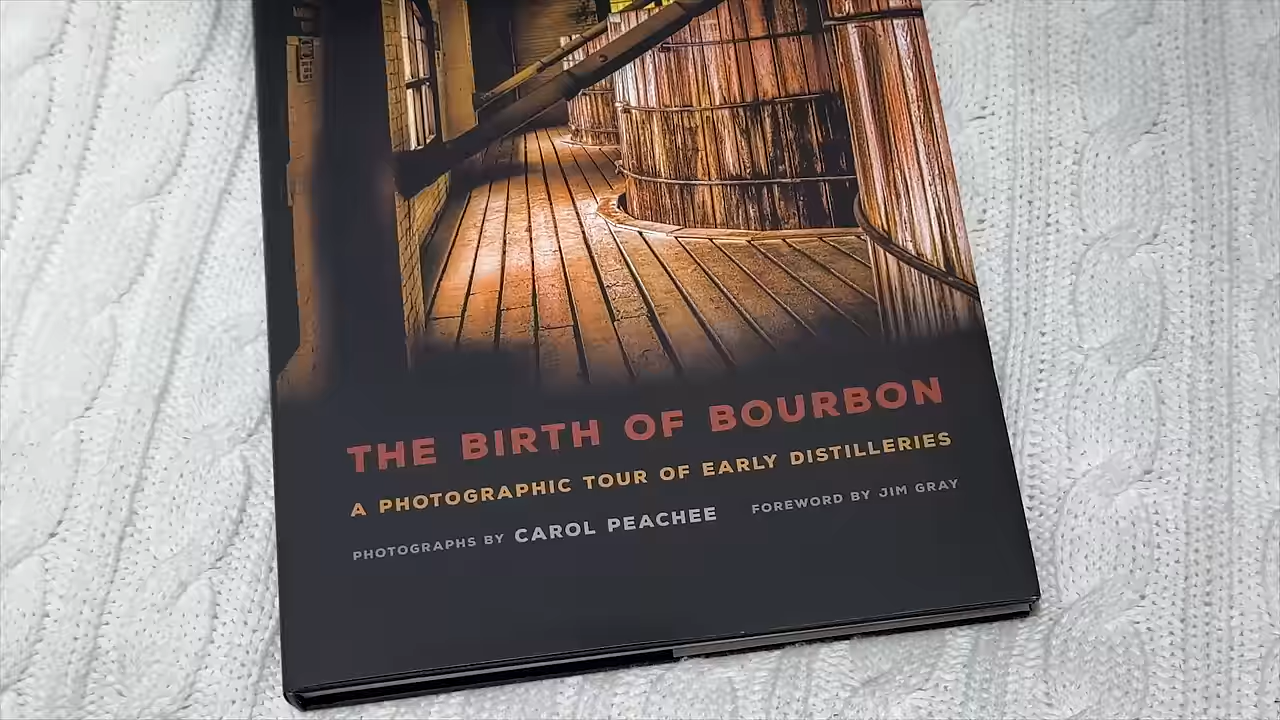 THE BIRTH OF BOURBON
A PHOTOGRAPHIC TOUR OF EARLY DISTILLERIES
PHOTOGRAPHS BY CAROL PEACHEE FOREWORD BY JIM GRAY